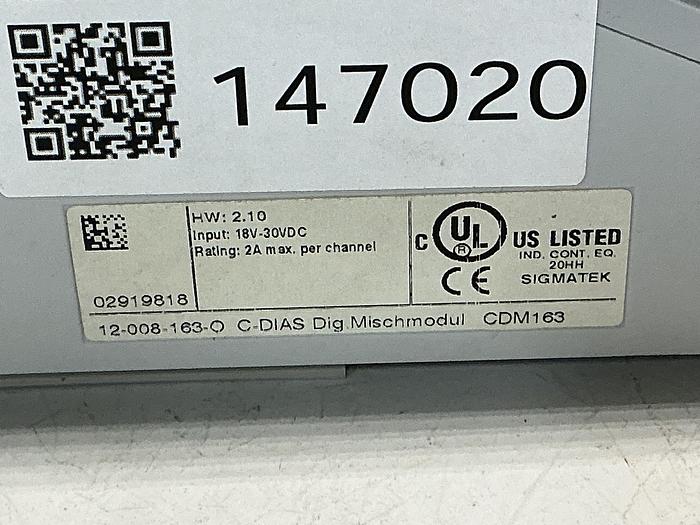 147020
HW: 2.10
Input: 18V-30VDC
Rating: 2A max. per channel
02919818
C UL US LISTED
®
IND. CONT. EQ.
20HH
CE SIGMATEK
12-008-163-O C-DIAS Dig.Mischmodul CDM163